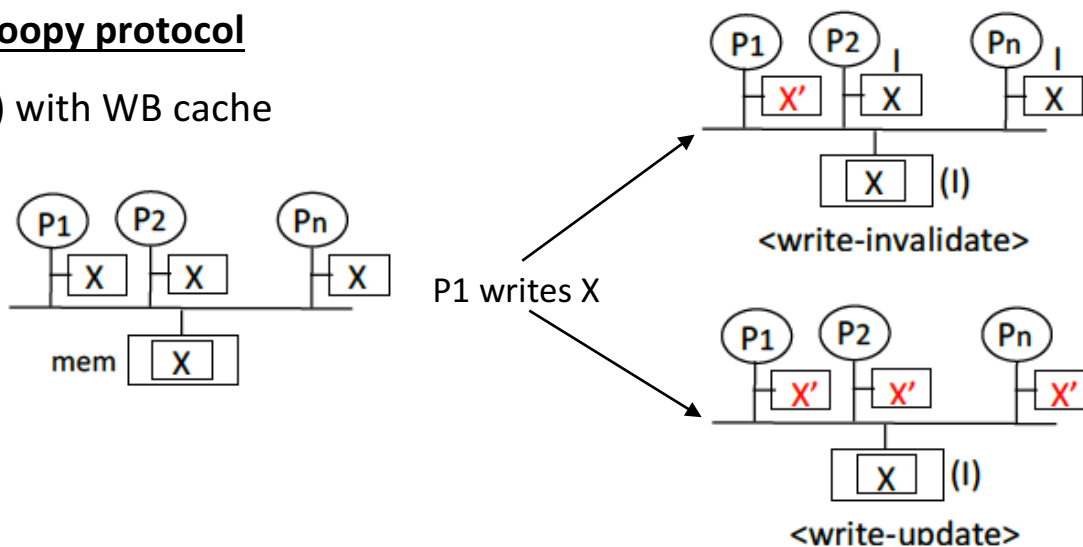 oopy protocol
) with WB cache
P1 P2 Pn
X X X
mem X
P1 writes X
P1 P2 I Pn I
X' X X
X (I)
<write-invalidate>
P1 P2 Pn
X' X' X'
X (I)
<write-update>